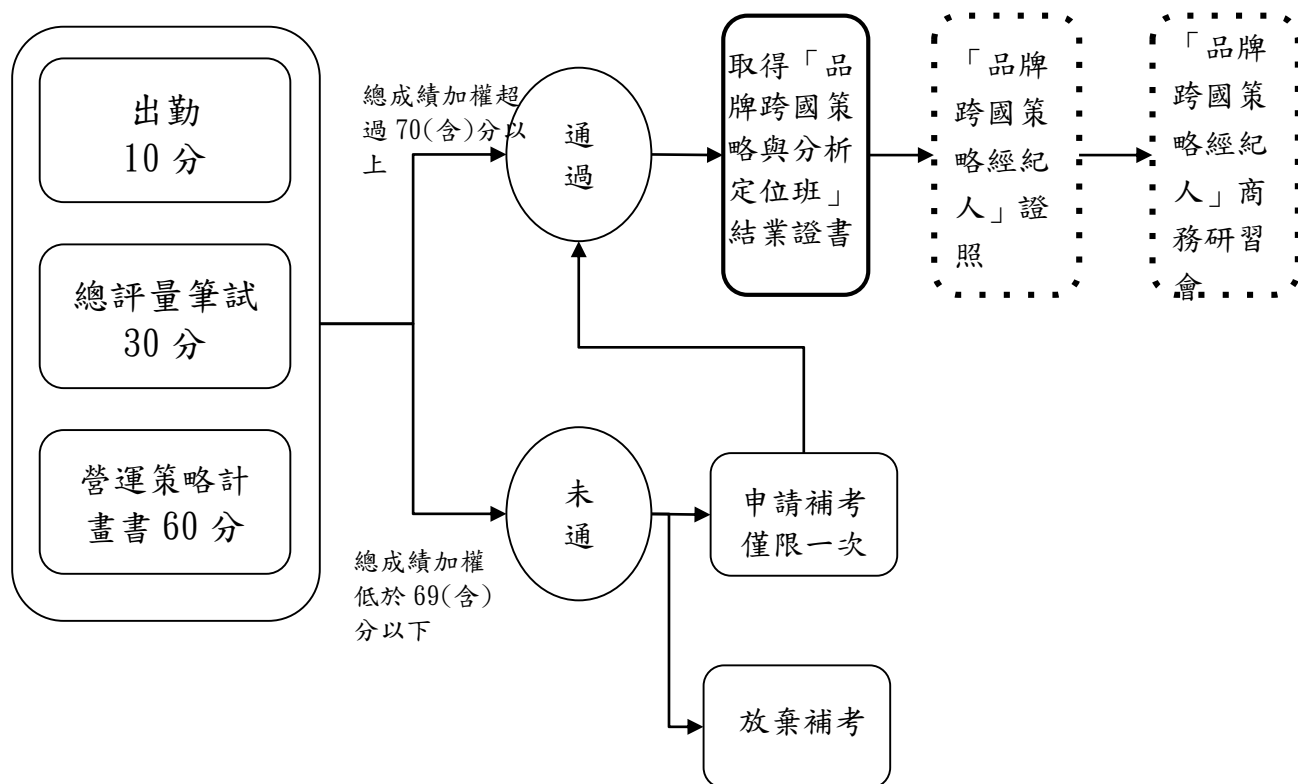 出勤
10 分
總評量筆試
30 分
營運策略計
畫書 60 分
總成績加權超
過 70(含)分以
上
通
過
取得「品
牌跨國策
略與分析
定位班」
結業證書
「品牌
跨國策
略經紀
人」證
照
「品牌
跨國策
略經紀
人」商
務研習
會
總成績加權
低於 69(含)
分以下
未
通
申請補考
僅限一次
放棄補考